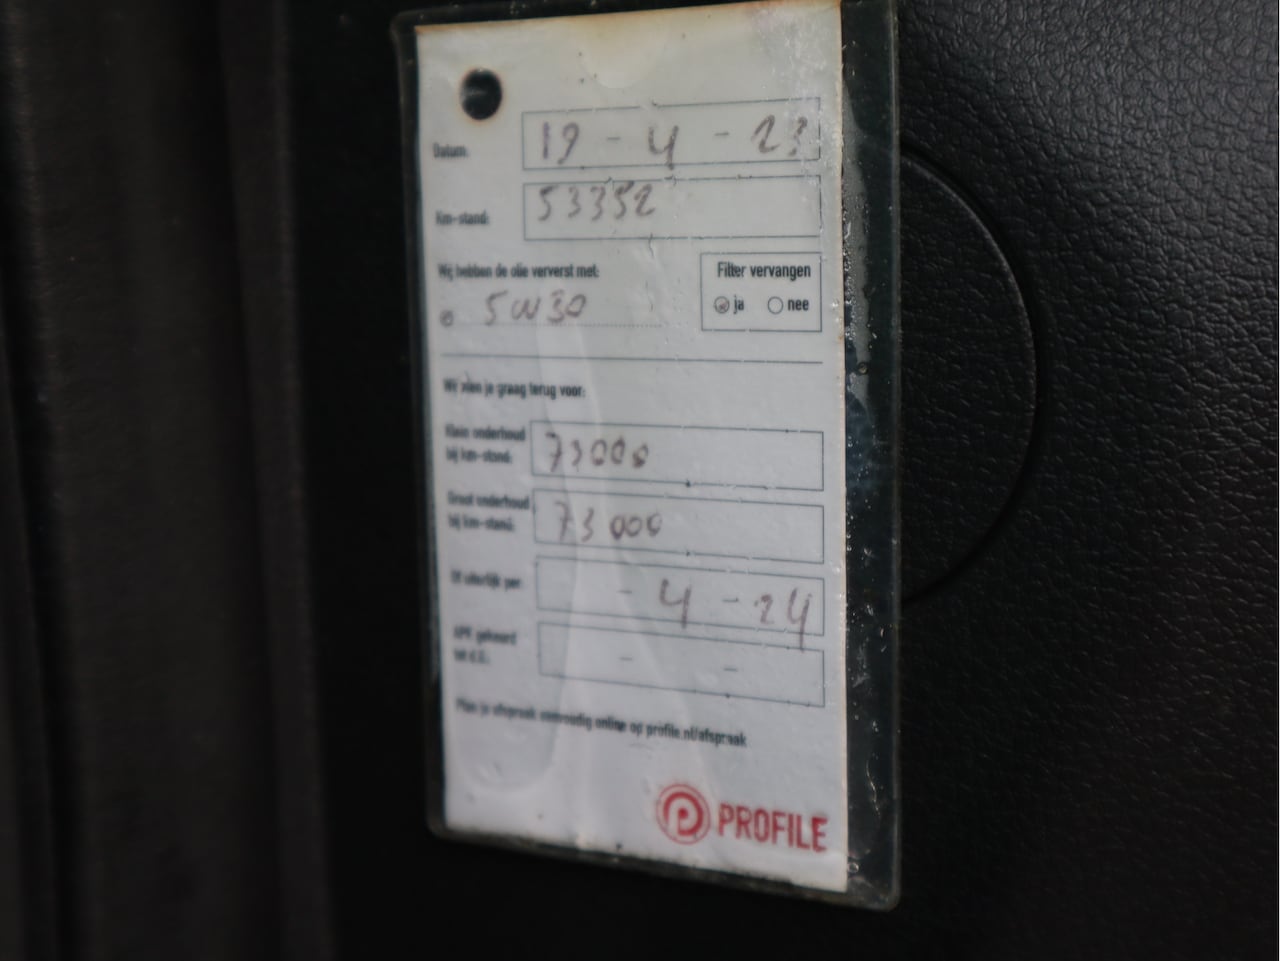 Datum: 19 - 4 - 23
Km-stand: 53352
Wij hebben de olie ververst met:
5W30
Filter vervangen
ja nee
Wij zien je graag terug voor:
Klein onderhoud
bij km-stand: 73000
Groot onderhoud
bij km-stand: 73000
Of uiterlijk per: - 4 - 24
APK gekeurd
tot d.d.: - -
Plan je afspraak eenvoudig online op profile.nl/afspraak
PROFILE